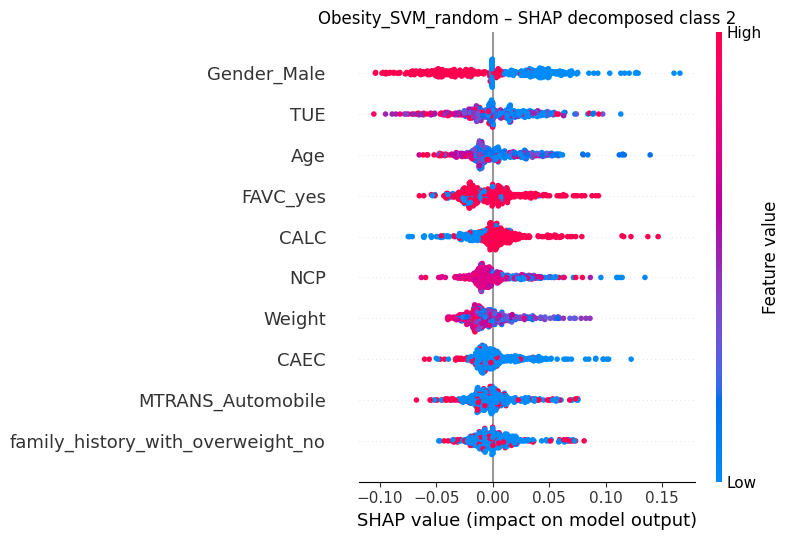 Obesity_SVM_random – SHAP decomposed class 2
High
Gender_Male
TUE
Age
FAVC_yes
CALC
NCP
Weight
CAEC
MTRANS_Automobile
family_history_with_overweight_no
Feature value
Low
−0.10 −0.05 0.00 0.05 0.10 0.15
SHAP value (impact on model output)